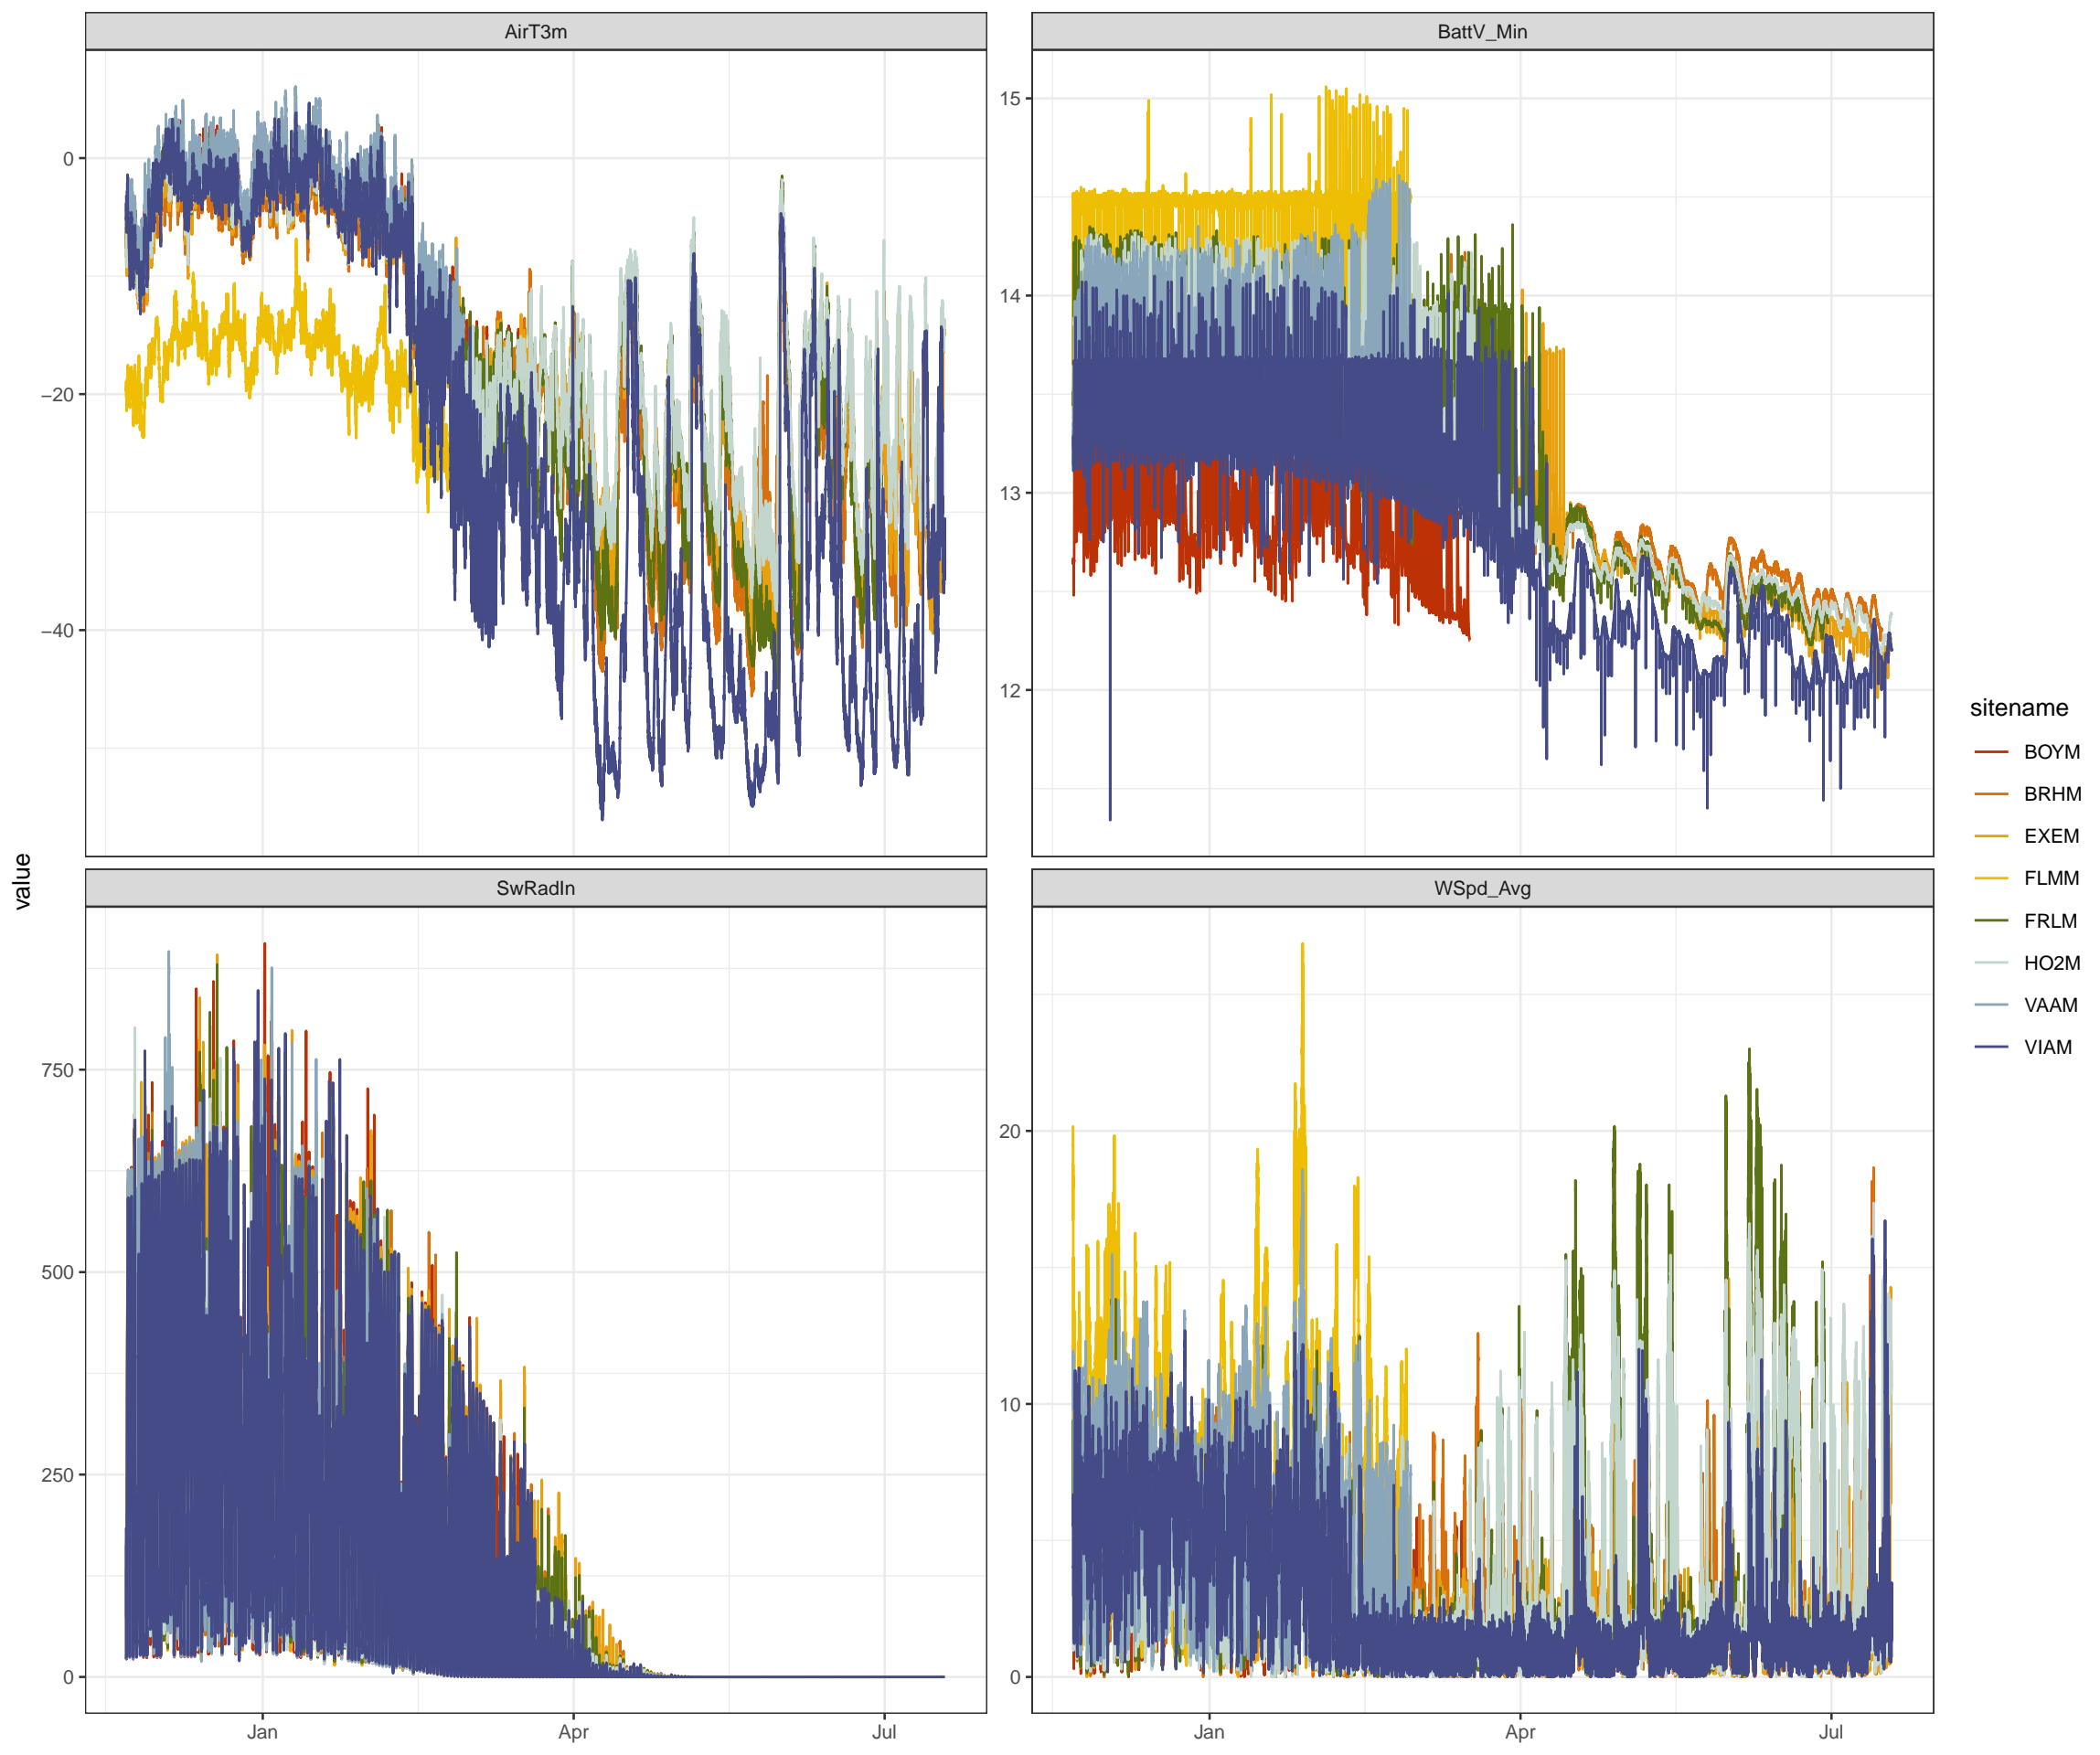 AirT3m
BattV_Min
0
−20
−40
15
14
13
12
SwRadIn
WSpd_Avg
value
750
500
250
0
20
10
0
Jan
Apr
Jul
Jan
Apr
Jul
sitename
BOYM
BRHM
EXEM
FLMM
FRLM
HO2M
VAAM
VIAM